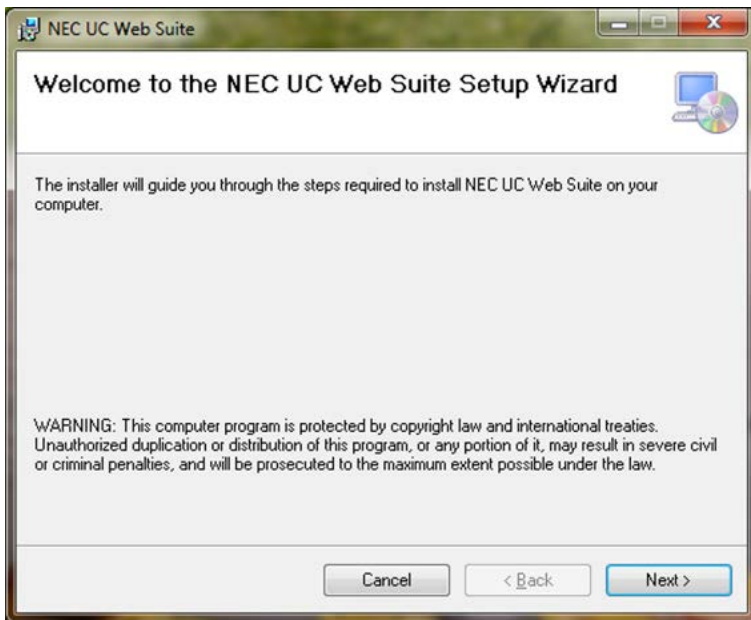 NEC UC Web Suite
Welcome to the NEC UC Web Suite Setup Wizard
The installer will guide you through the steps required to install NEC UC Web Suite on your
computer.
WARNING: This computer program is protected by copyright law and international treaties.
Unauthorized duplication or distribution of this program, or any portion of it, may result in severe civil
or criminal penalties, and will be prosecuted to the maximum extent possible under the law.
Cancel < Back Next >